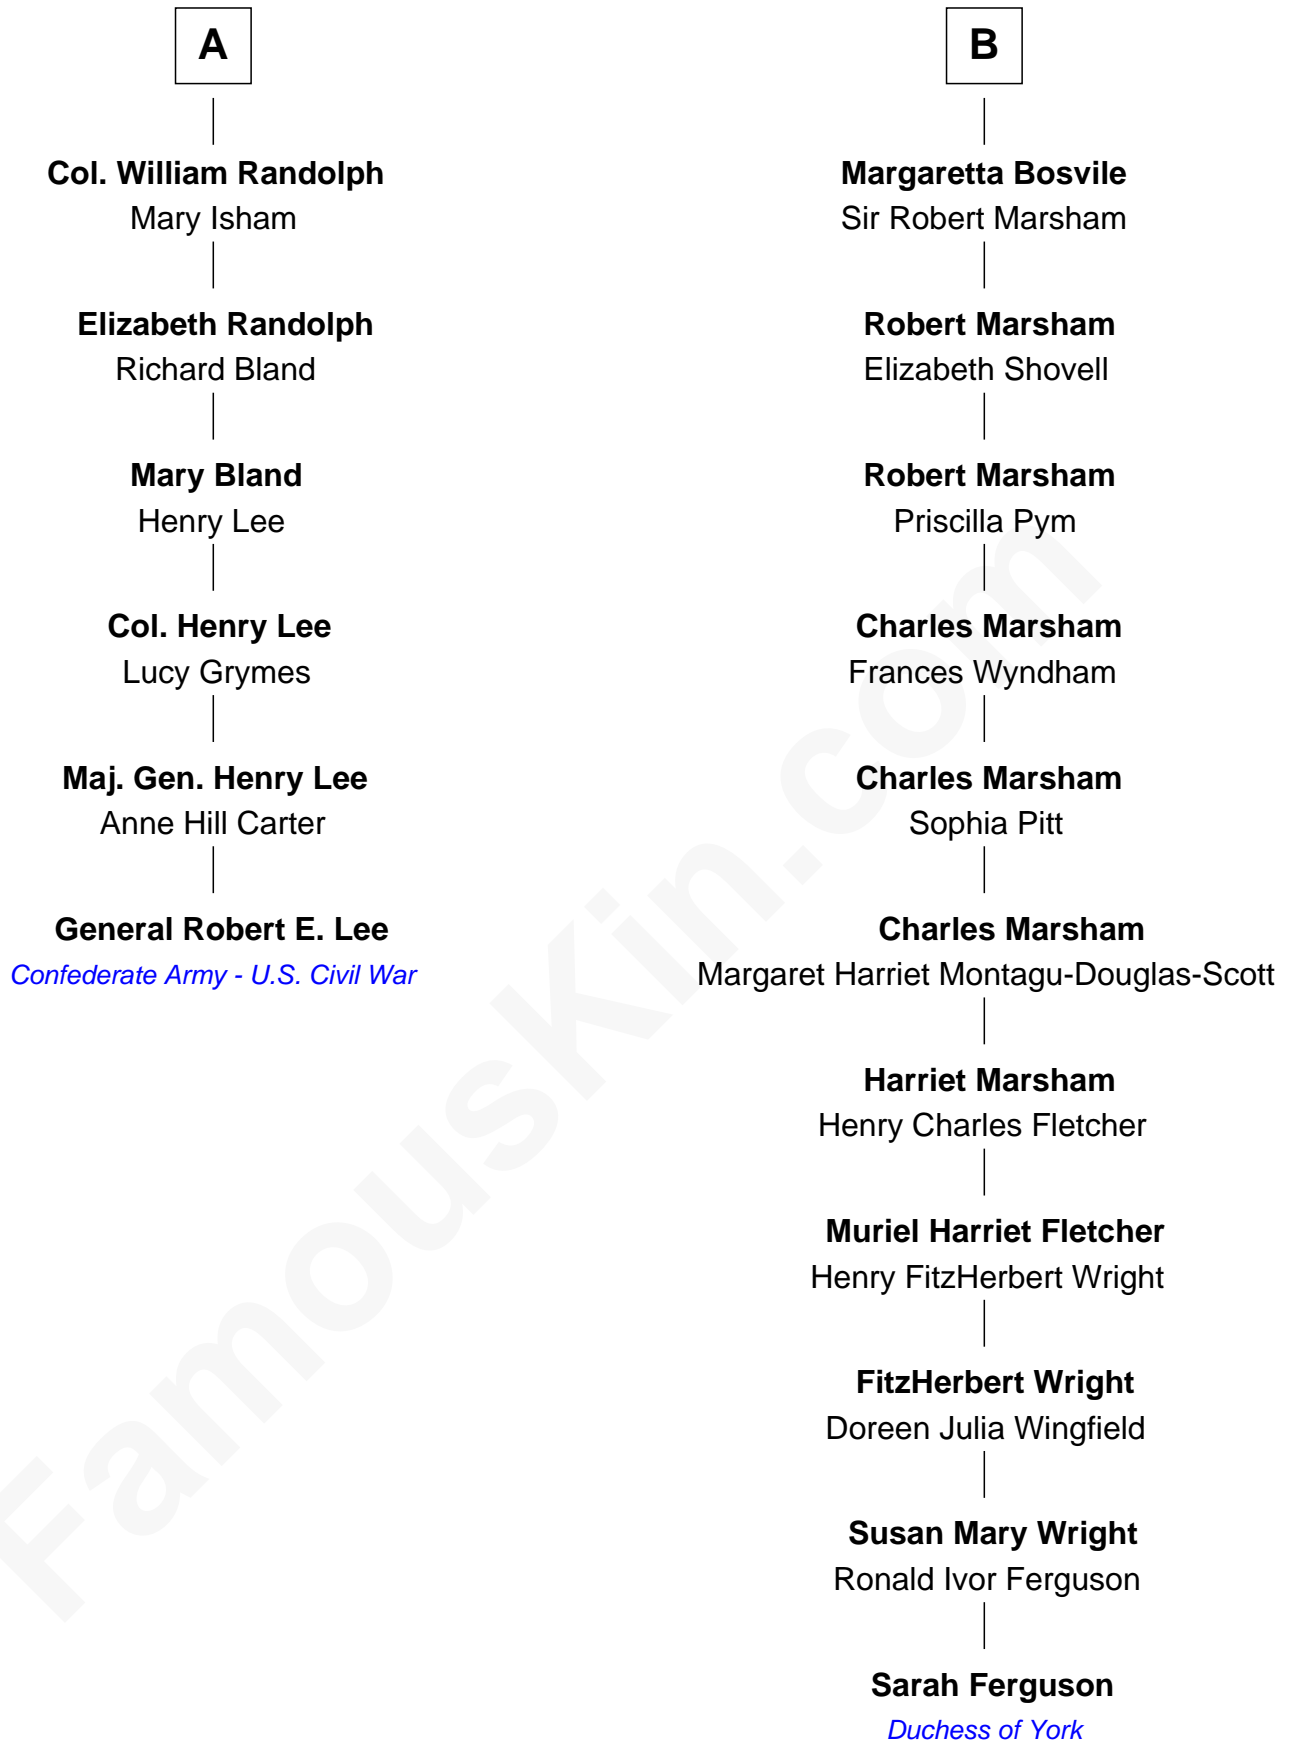 A
Col. William Randolph
Mary Isham
Elizabeth Randolph
Richard Bland
Mary Bland
Henry Lee
Col. Henry Lee
Lucy Grymes
Maj. Gen. Henry Lee
Anne Hill Carter
General Robert E. Lee
Confederate Army - U.S. Civil War
B
Margaretta Bosvile
Sir Robert Marsham
Robert Marsham
Elizabeth Shovell
Robert Marsham
Priscilla Pym
Charles Marsham
Frances Wyndham
Charles Marsham
Sophia Pitt
Charles Marsham
Margaret Harriet Montagu-Douglas-Scott
Harriet Marsham
Henry Charles Fletcher
Muriel Harriet Fletcher
Henry FitzHerbert Wright
FitzHerbert Wright
Doreen Julia Wingfield
Susan Mary Wright
Ronald Ivor Ferguson
Sarah Ferguson
Duchess of York
FamousKin.com